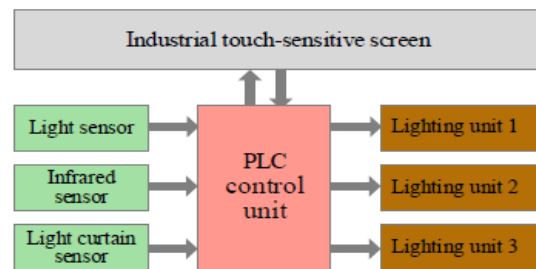 Industrial touch-sensitive screen
Light sensor
Infrared
sensor
Light curtain
sensor
PLC
control
unit
Lighting unit 1
Lighting unit 2
Lighting unit 3